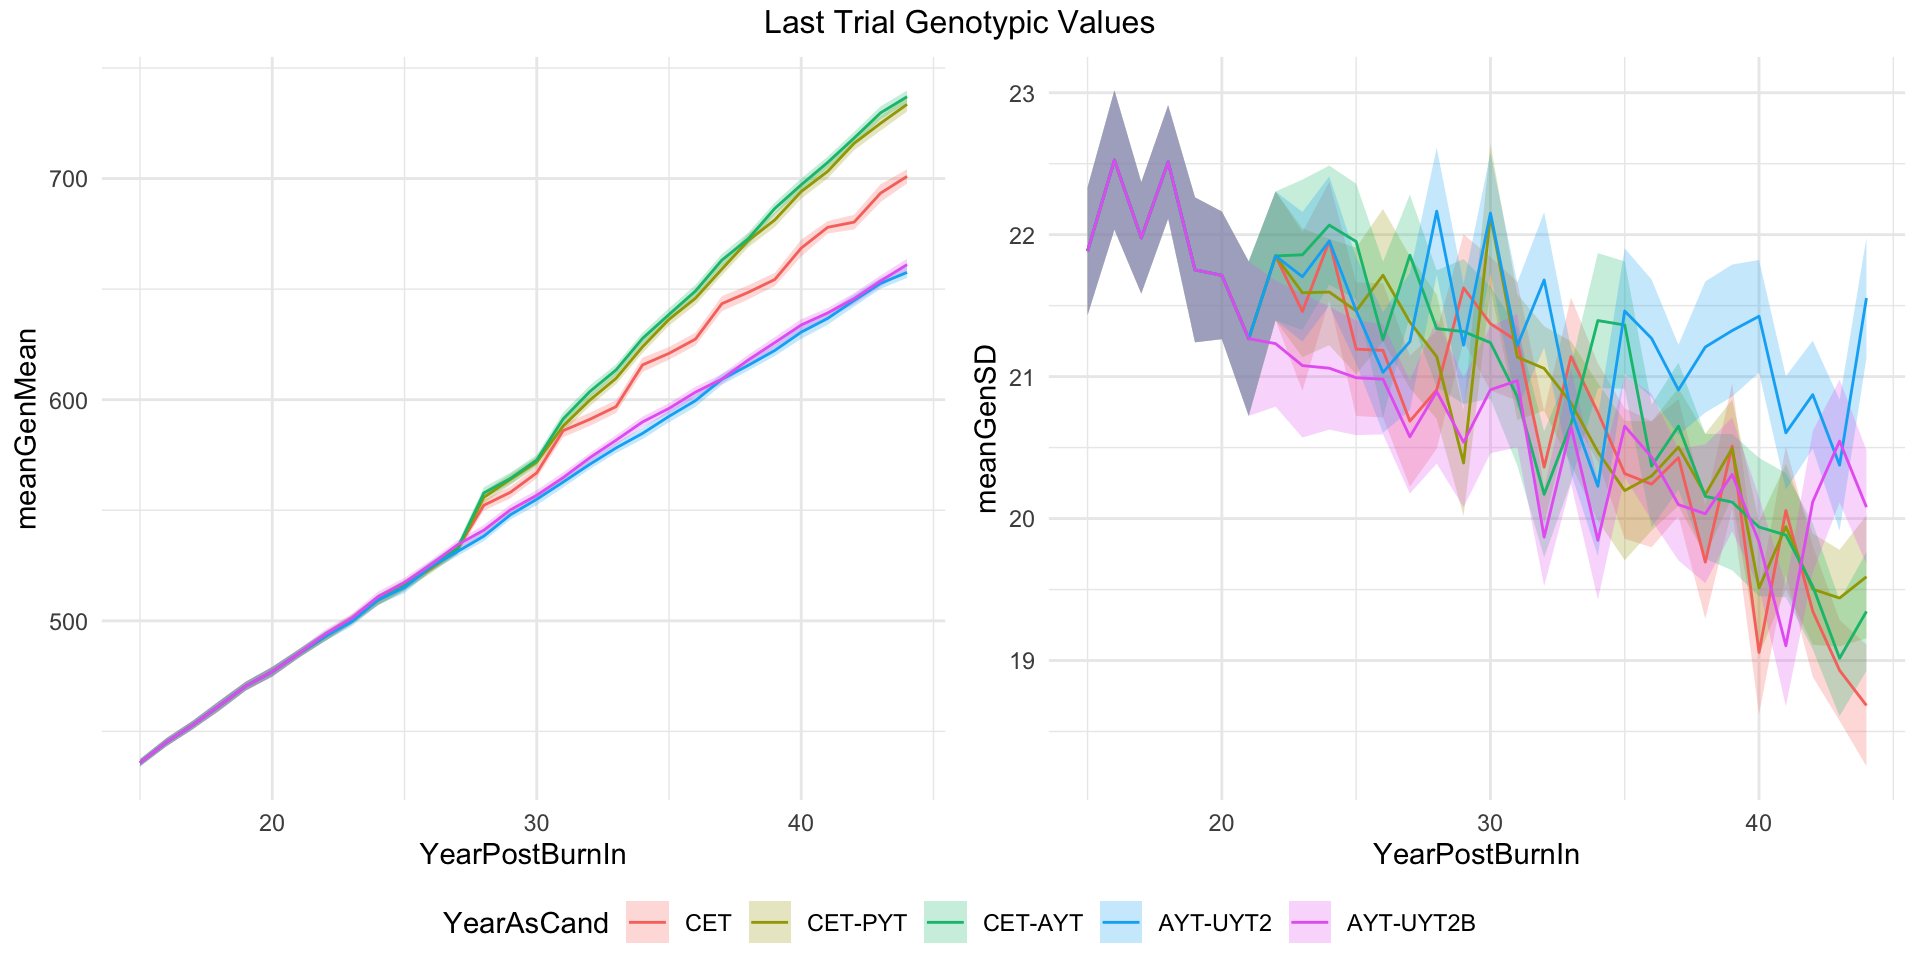 Last Trial Genotypic Values
meanGenMean
700
600
500
20 30 40
YearPostBurnIn
meanGenSD
23
22
21
20
19
20 30 40
YearPostBurnIn
YearAsCand CET CET-PYT CET-AYT AYT-UYT2 AYT-UYT2B